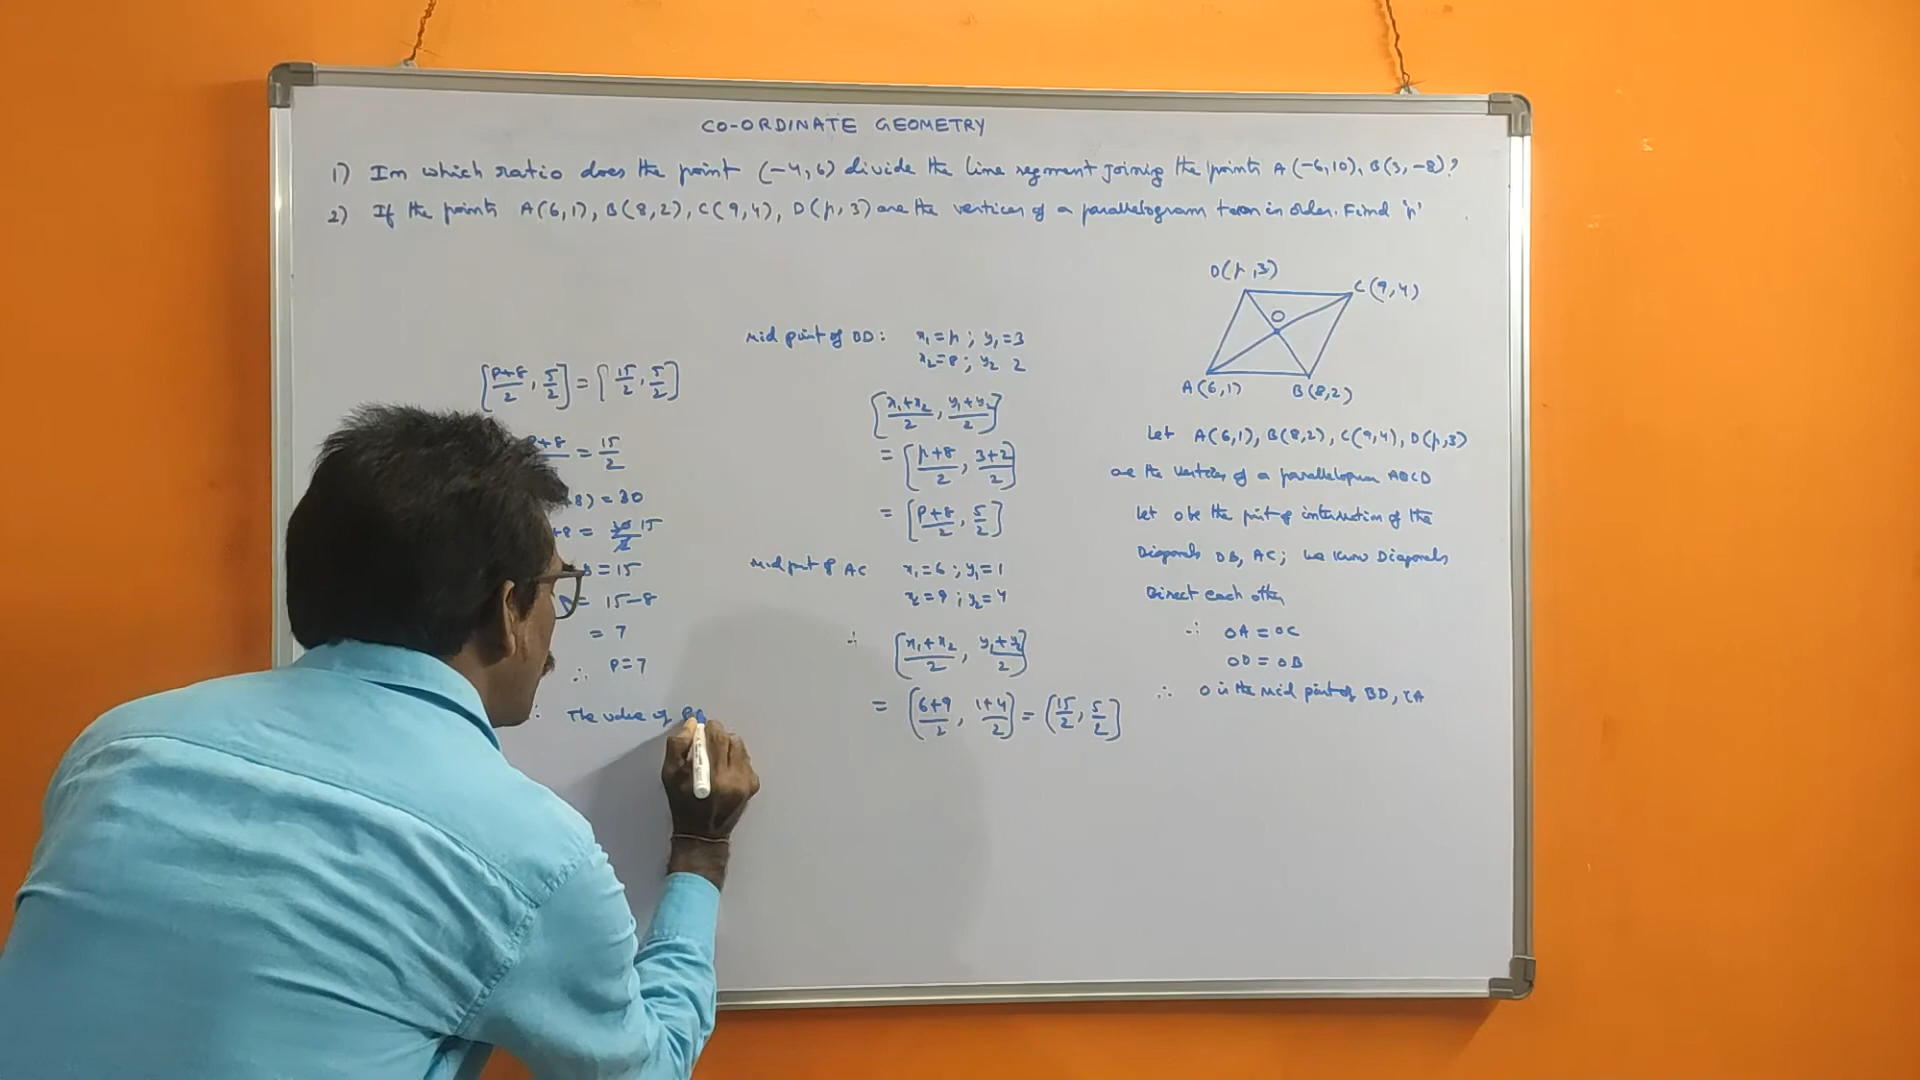 CO-ORDINATE GEOMETRY
1) In which ratio does the point (-4,6) divide the line segment joining the points A(-6,10), B(3,-8)?
2) If the points A(6,1), B(8,2), C(9,4), D(p,3) are the vertices of a parallelogram in order. Find 'p'
D(p,3)
C(9,4)
O
A(6,1) B(8,2)
Let A(6,1), B(8,2), C(9,4), D(p,3)
are the vertices of a ABCD
Let O be the of the
Diagonals DB, AC; we know Diagonals
Bisect each other
∴ OA = OC
OD = OB
∴ O is the mid point of BD, CA
Mid point of BD: x₁=p; y₁=3
x₂=8; y₂ 2
[x₁+x₂/2, y₁+y₂/2]
= [p+8/2, 3+2/2]
= [P+8/2, 5/2]
Mid of AC x₁=6; y₁=1
x₂=9; y₂=4
∴ [x₁+x₂/2, y₁+y₂/2]
= (6+9/2, 1+4/2) = (15/2, 5/2]
[P+8/2, 5/2] = [15/2, 5/2]
P+8 = 15/2
8) = 30
+8 = 30/2 15
= 15
P = 15-8
= 7
∴ P=7
∴ The value of P